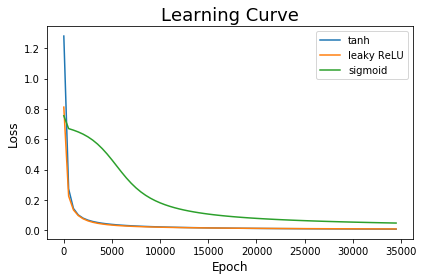 Learning Curve
tanh
leaky ReLU
sigmoid
Loss
1.2
1.0
0.8
0.6
0.4
0.2
0.0
0 5000 10000 15000 20000 25000 30000 35000
Epoch